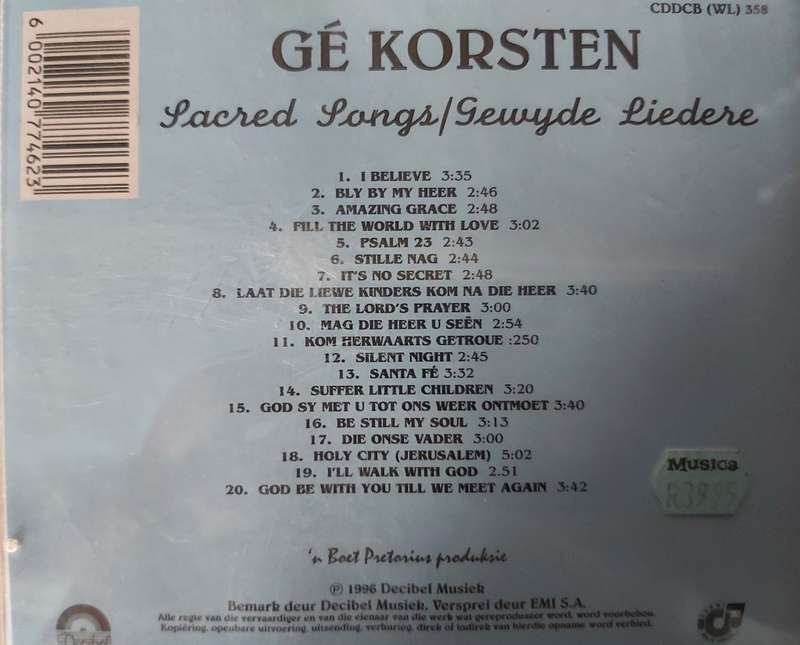 CDDCB (WL) 358
6002140774623
GÉ KORSTEN
Sacred Songs/Gewyde Liedere
1. I BELIEVE 3:35
2. BLY BY MY HEER 2:46
3. AMAZING GRACE 2:48
4. FILL THE WORLD WITH LOVE 3:02
5. PSALM 23 2:43
6. STILLE NAG 2:44
7. IT'S NO SECRET 2:48
8. LAAT DIE LIEWE KINDERS KOM NA DIE HEER 3:40
9. THE LORD'S PRAYER 3:00
10. MAG DIE HEER U SEËN 2:54
11. KOM HERWAARTS GETROUE :250
12. SILENT NIGHT 2:45
13. SANTA FÉ 3:32
14. SUFFER LITTLE CHILDREN 3:20
15. GOD SY MET U TOT ONS WEER ONTMOET 3:40
16. BE STILL MY SOUL 3:13
17. DIE ONSE VADER 3:00
18. HOLY CITY (JERUSALEM) 5:02
19. I'LL WALK WITH GOD 2.51
20. GOD BE WITH YOU TILL WE MEET AGAIN 3:42
Musica
R39.95
'n Boet Pretorius produksie
℗ 1996 Decibel Musiek
Bemark deur Decibel Musiek. Versprei deur EMI S.A.
Alle regte van die vervaardiger en van die eienaar van die werk wat gereproduseer word, word voorbehou.
Kopiëring, openbare uitvoering, uitsending, verhuring, direk of indirek van hierdie opname word verbied.
Decibel